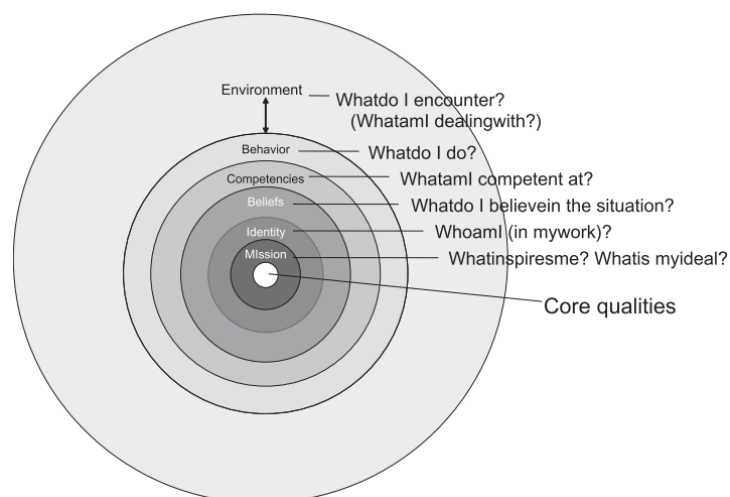 Environment
Whatdo I encounter?
(WhatamI dealingwith?)
Behavior
Whatdo I do?
Competencies
WhatamI competent at?
Beliefs
Whatdo I believein the situation?
Identity
WhoamI (in mywork)?
MIssion
Whatinspiresme? Whatis myideal?
Core qualities